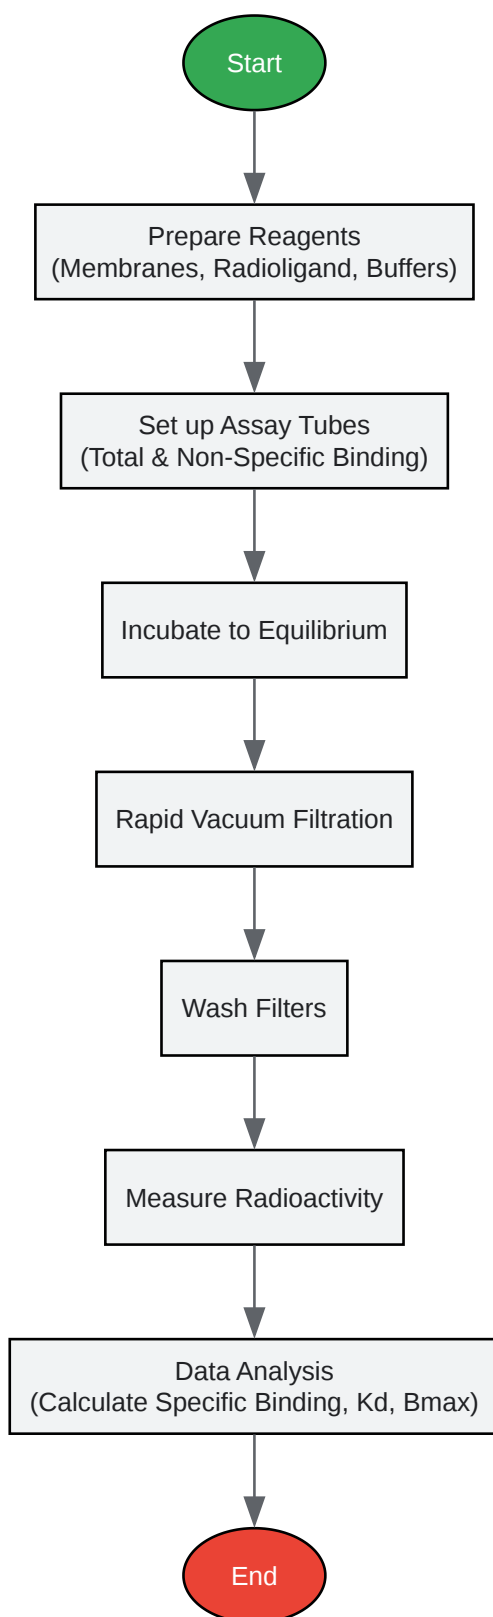 Start
Prepare Reagents
(Membranes, Radioligand, Buffers)
Set up Assay Tubes
(Total & Non-Specific Binding)
Incubate to Equilibrium
Rapid Vacuum Filtration
Wash Filters
Measure Radioactivity
Data Analysis
(Calculate Specific Binding, Kd, Bmax)
End